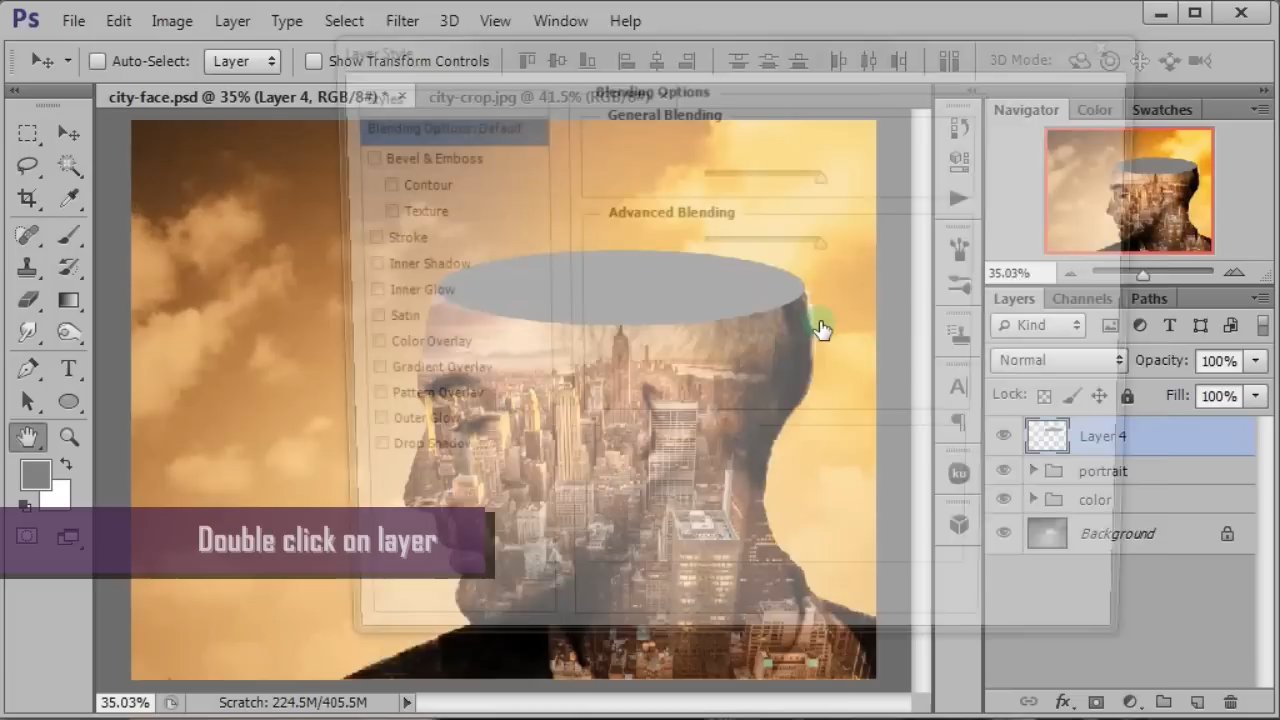 Ps File Edit Image Layer Type Select Filter 3D View Window Help
Auto-Select: Layer Show Transform Controls 3D Mode:
Layer Style
city-face.psd @ 35% (Layer 4, RGB/8#) * × city-crop.jpg @ 41.5% (RGB/8#)
Styles
Blending Options
General Blending
Blending Options: Default
Bevel & Emboss
Contour
Texture
Advanced Blending
Stroke
Inner Shadow
Inner Glow
Satin
Color Overlay
Gradient Overlay
Pattern Overlay
Outer Glow
Drop Shadow
Double click on layer
Navigator Color Swatches
35.03%
Layers Channels Paths
Kind
Normal Opacity: 100%
Lock: Fill: 100%
Layer 4
portrait
color
Background
35.03% Scratch: 224.5M/405.5M